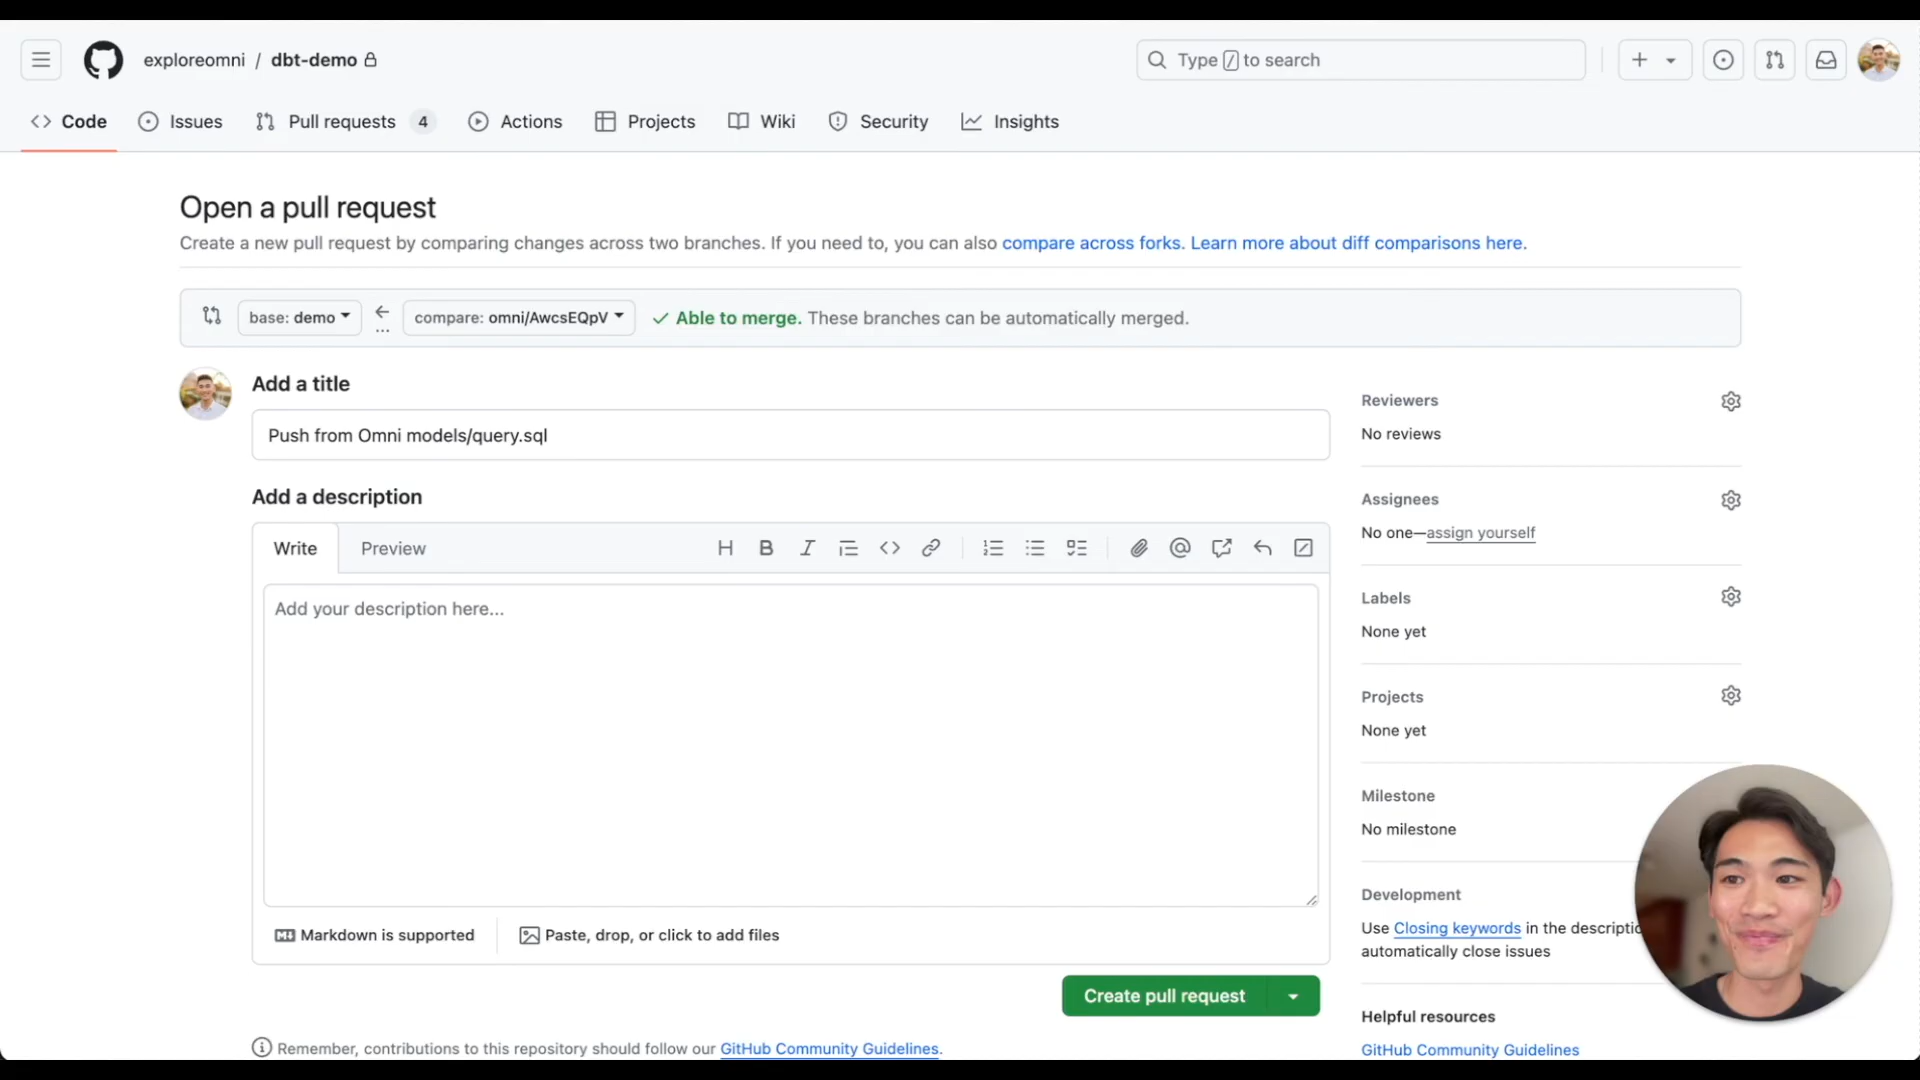 exploreomni / dbt-demo
Type / to search
Code
Issues
Pull requests 4
Actions
Projects
Wiki
Security
Insights
Open a pull request
Create a new pull request by comparing changes across two branches. If you need to, you can also compare across forks. Learn more about diff comparisons here.
base: demo
...
compare: omni/AwcsEQpV
Able to merge. These branches can be automatically merged.
Add a title
Push from Omni models/query.sql
Add a description
Write
Preview
Add your description here...
Markdown is supported
Paste, drop, or click to add files
Create pull request
Remember, contributions to this repository should follow our GitHub Community Guidelines.
Reviewers
No reviews
Assignees
No one—assign yourself
Labels
None yet
Projects
None yet
Milestone
No milestone
Development
Use Closing keywords in the descriptio
automatically close issues
Helpful resources
GitHub Community Guidelines